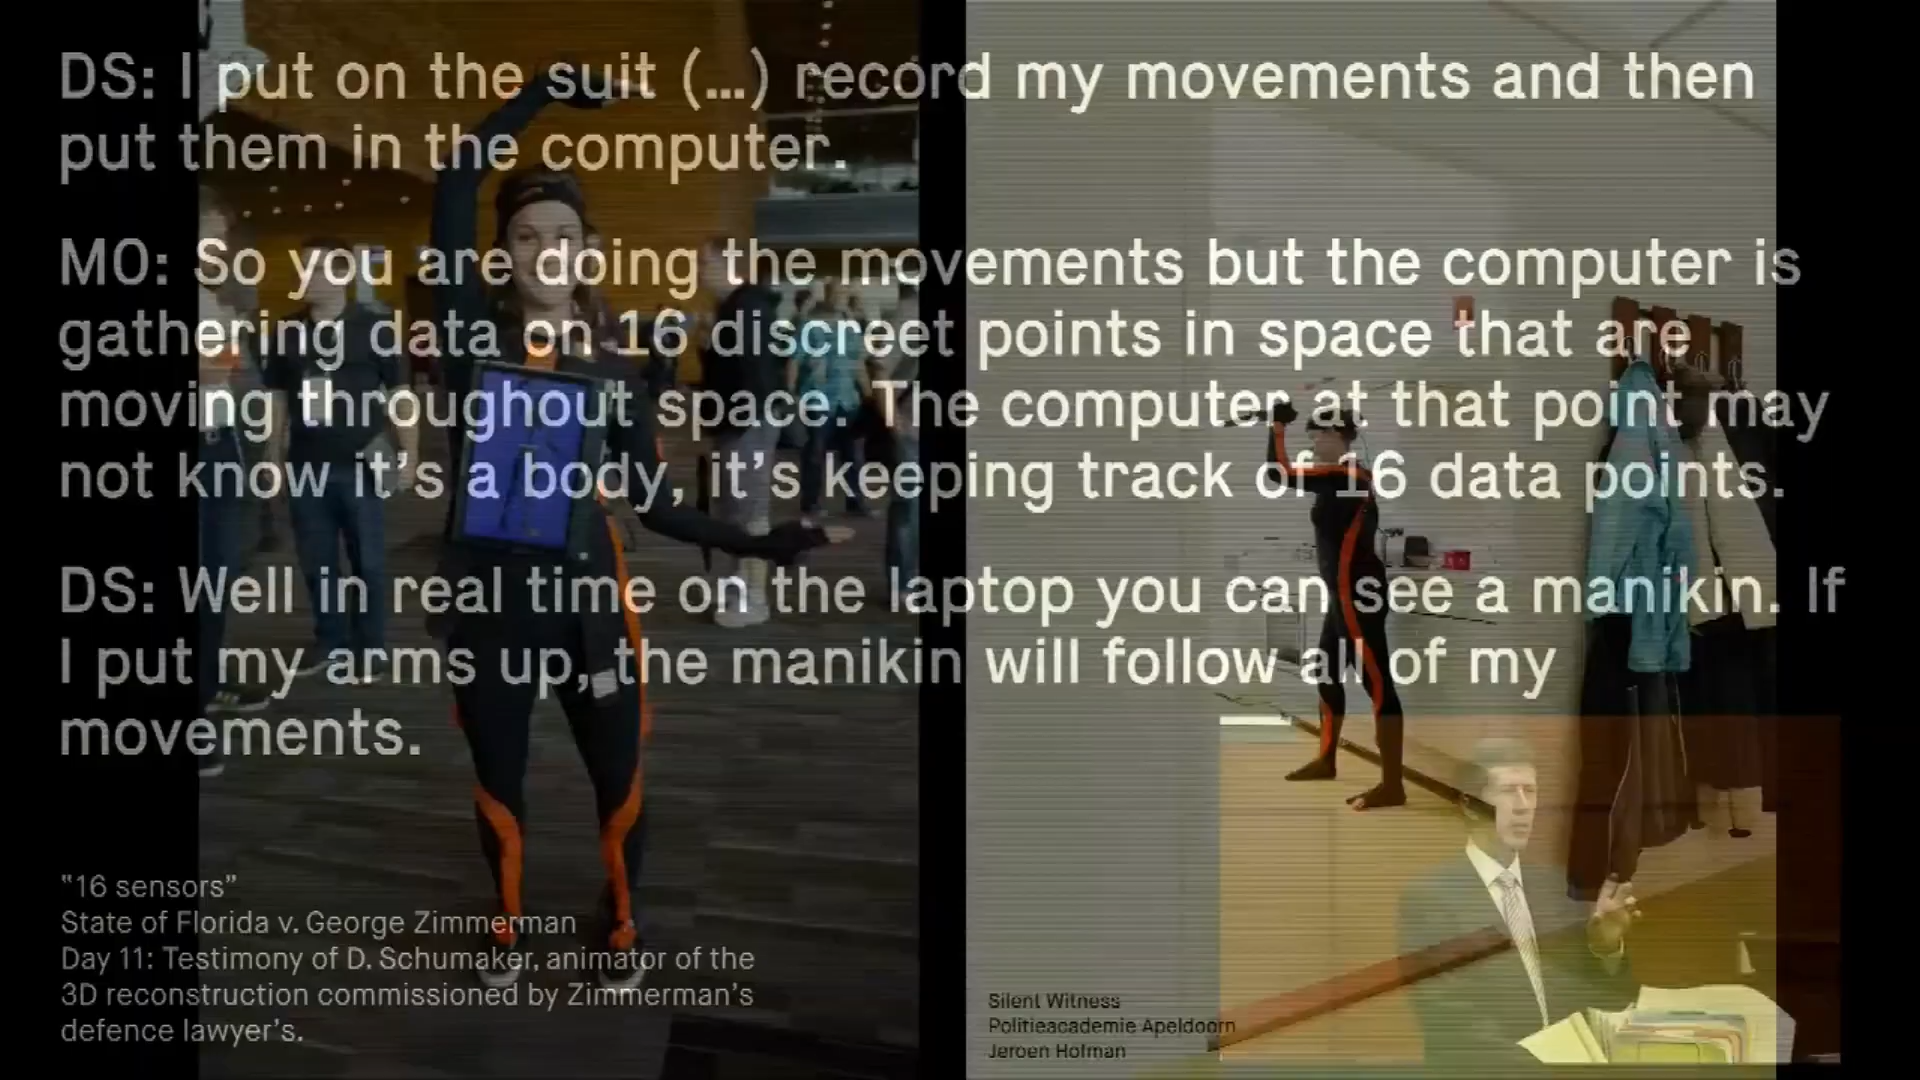 DS: I put on the suit (...) record my movements and then
put them in the computer.
MO: So you are doing the movements but the computer is
gathering data on 16 discreet points in space that are
moving throughout space. The computer at that point may
not know it’s a body, it’s keeping track of 16 data points.
DS: Well in real time on the laptop you can see a manikin. If
I put my arms up, the manikin will follow all of my
movements.
"16 sensors"
State of Florida v. George Zimmerman
Day 11: Testimony of D. Schumaker, animator of the
3D reconstruction commissioned by Zimmerman’s
defence lawyer’s.
Silent Witness
Politieacademie Apeldoorn
Jeroen Hofman